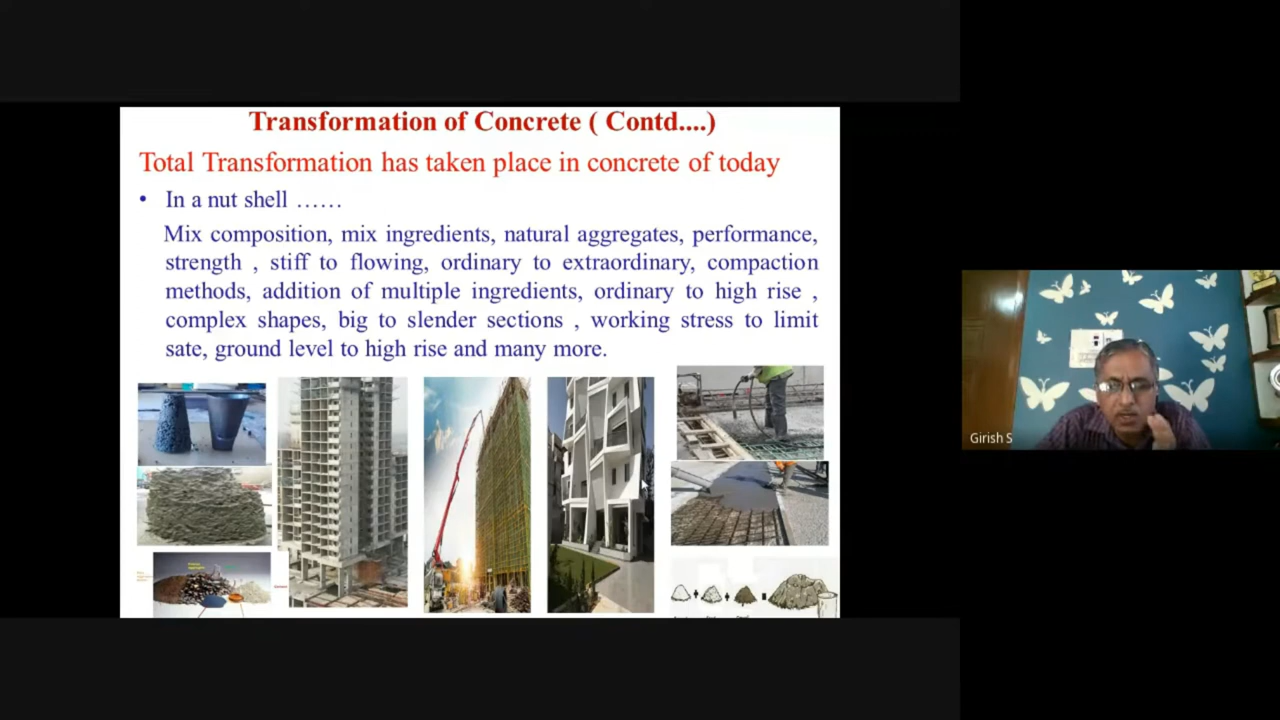 Transformation of Concrete ( Contd....)
Total Transformation has taken place in concrete of today
• In a nut shell ……
Mix composition, mix ingredients, natural aggregates, performance,
strength , stiff to flowing, ordinary to extraordinary, compaction
methods, addition of multiple ingredients, ordinary to high rise ,
complex shapes, big to slender sections , working stress to limit
sate, ground level to high rise and many more.
Girish S